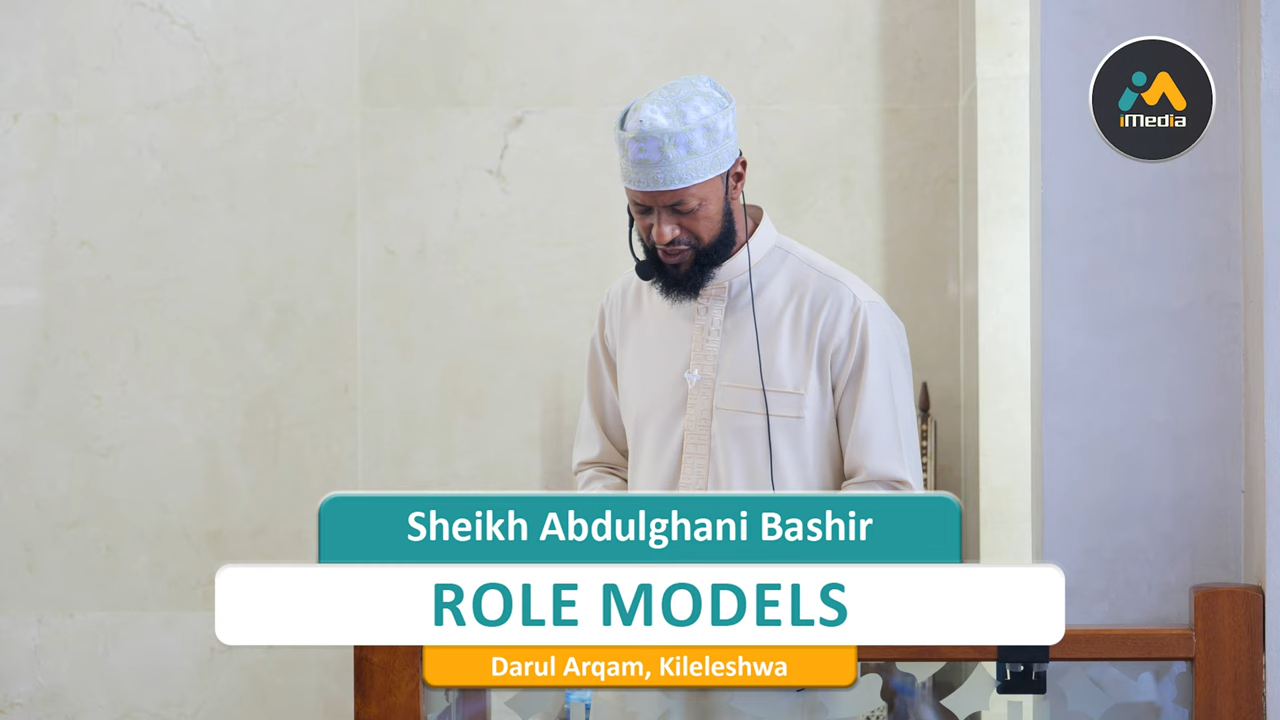 iMedia
Sheikh Abdulghani Bashir
ROLE MODELS
Darul Arqam, Kileleshwa